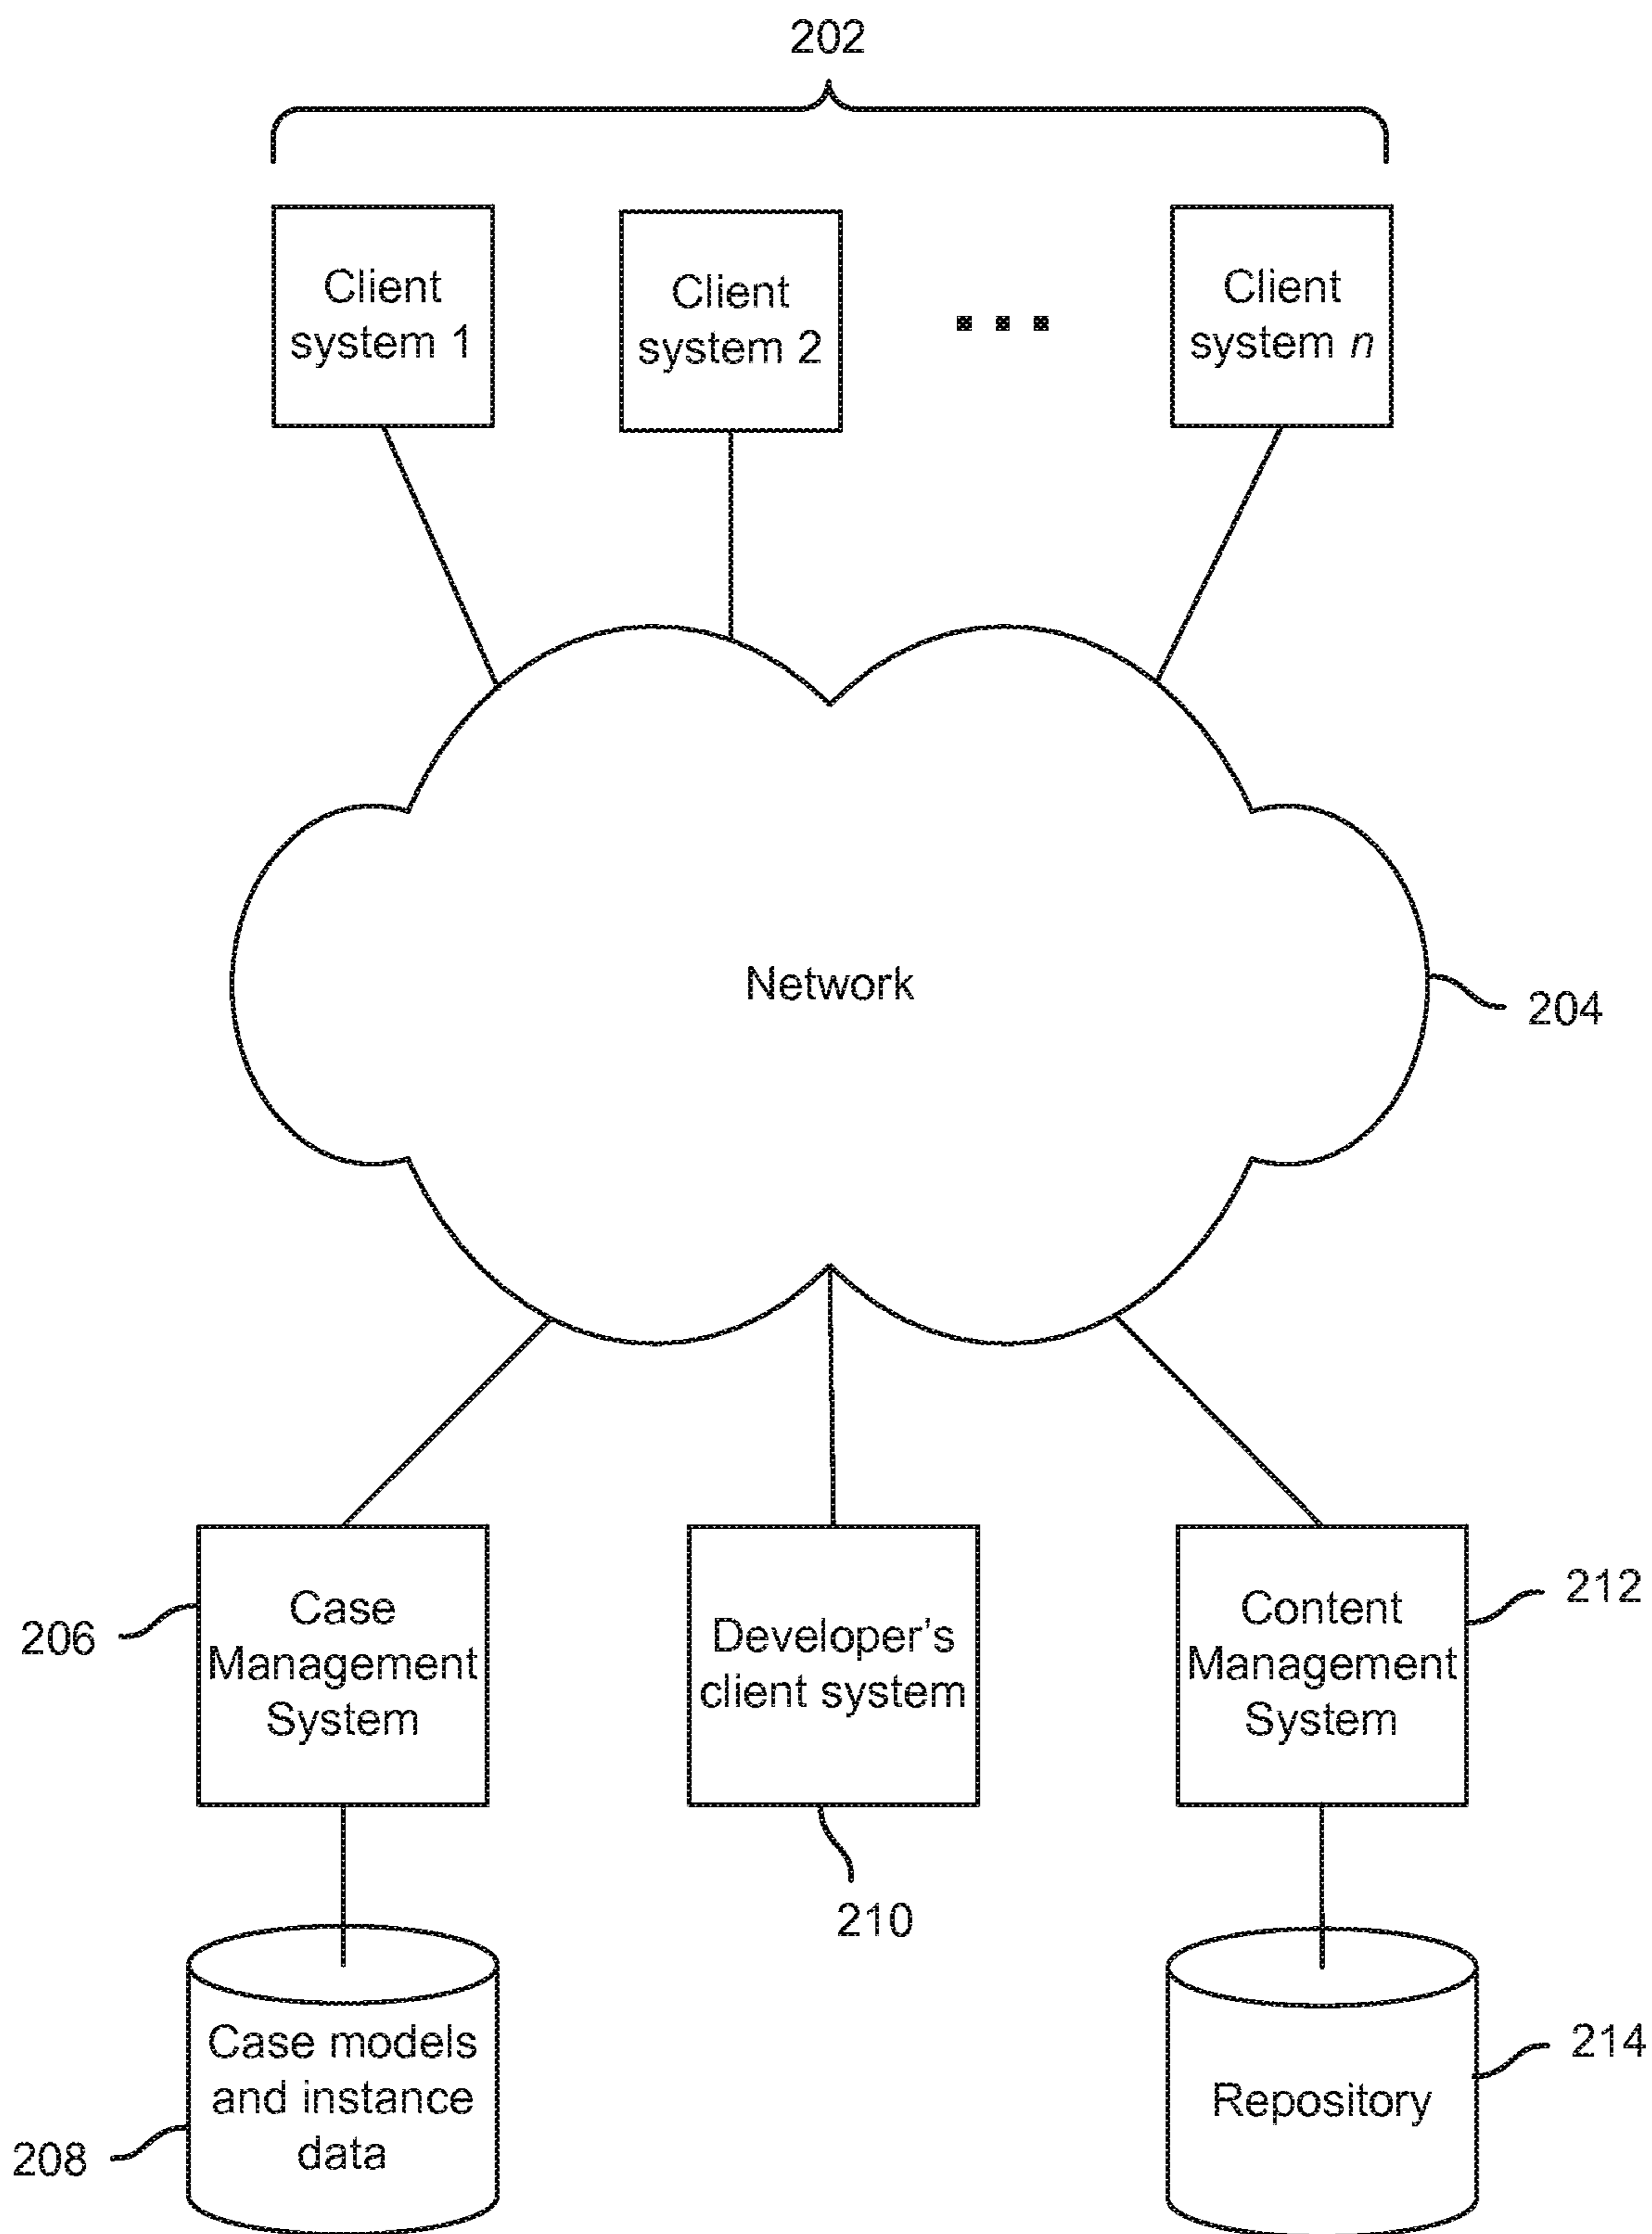 202
Client
system 1
Client
system 2
...
Client
system n
Network
204
Case
Management
System
206
Developer's
client system
210
Content
Management
System
212
Case models
and instance
data
208
Repository
214